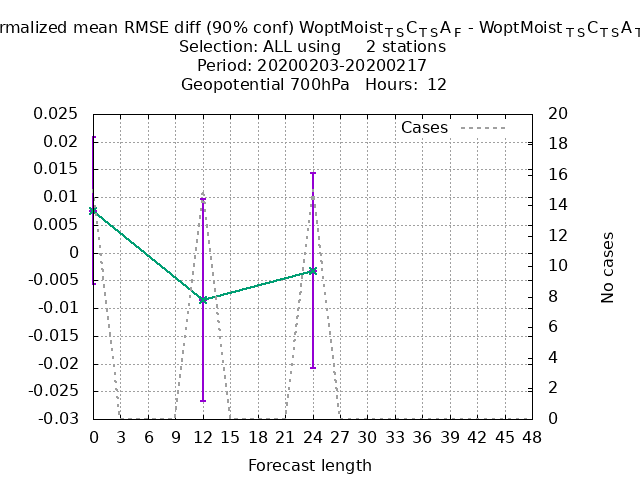 rmalized mean RMSE diff (90% conf) WoptMoistTSCTSAF - WoptMoistTSCTSAT
Selection: ALL using 2 stations
Period: 20200203-20200217
Geopotential 700hPa Hours: 12
Cases
0.025
0.02
0.015
0.01
0.005
0
-0.005
-0.01
-0.015
-0.02
-0.025
-0.03
20
18
16
14
12
10
8
6
4
2
0
No cases
0 3 6 9 12 15 18 21 24 27 30 33 36 39 42 45 48
Forecast length